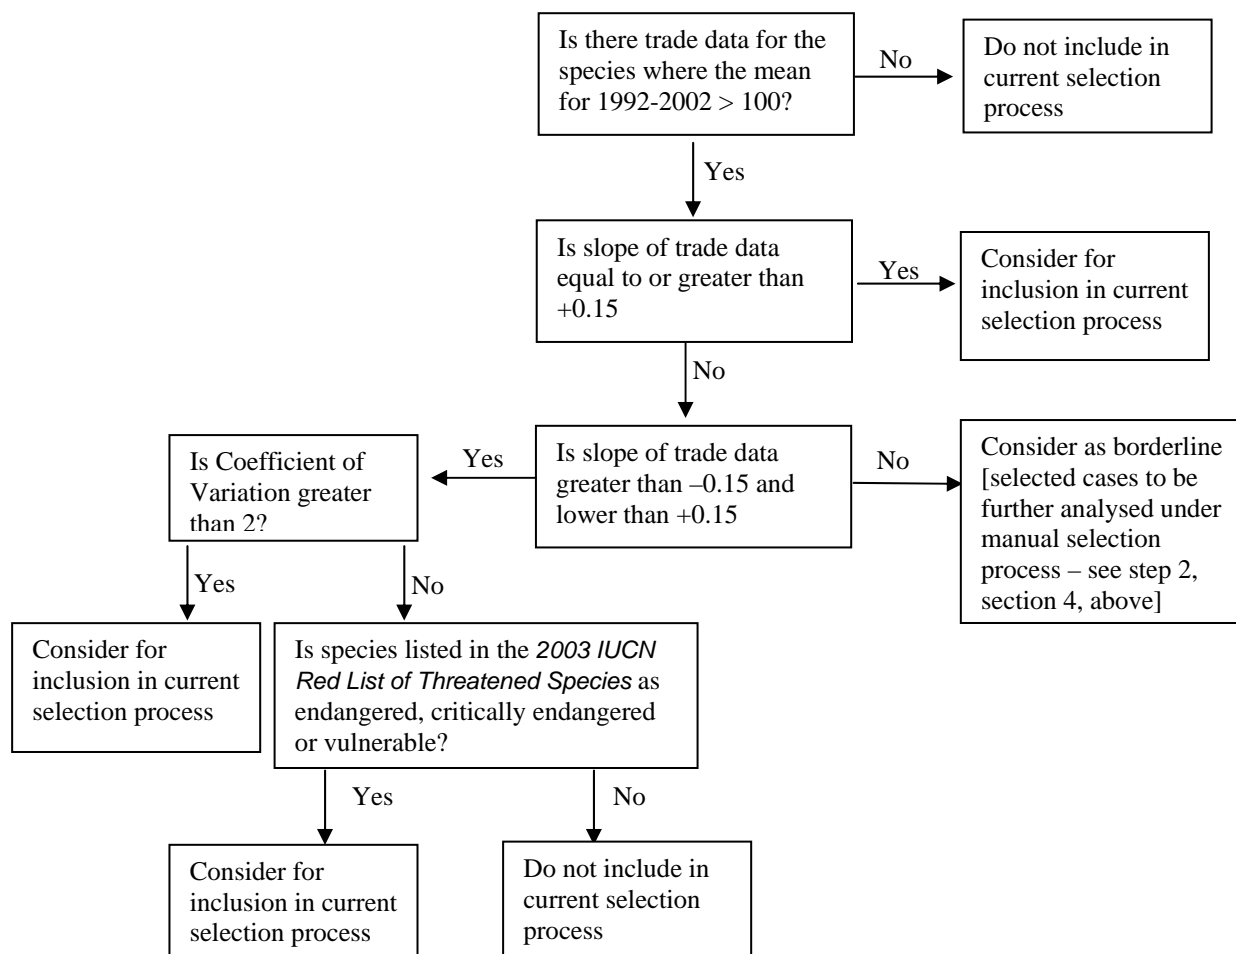 Is there trade data for the
species where the mean
for 1992-2002 > 100?
No
Do not include in
current selection
process
Yes
Is slope of trade data
equal to or greater than
+0.15
Yes
Consider for
inclusion in current
selection process
No
Is slope of trade data
greater than –0.15 and
lower than +0.15
No
Consider as borderline
[selected cases to be
further analysed under
manual selection
process – see step 2,
section 4, above]
Yes
Is Coefficient of
Variation greater
than 2?
Yes
No
Consider for
inclusion in current
selection process
Is species listed in the 2003 IUCN
Red List of Threatened Species as
endangered, critically endangered
or vulnerable?
Yes
No
Consider for
inclusion in current
selection process
Do not include in
current selection
process